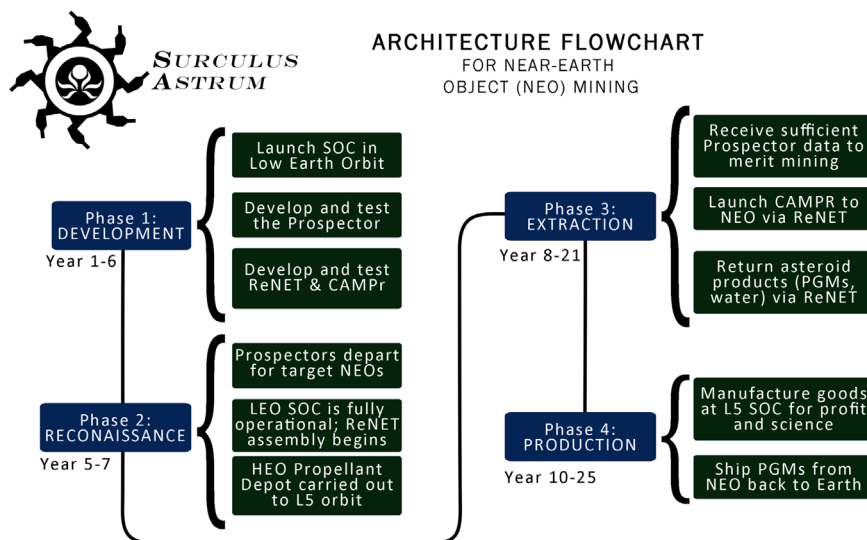 SURCULUS
ASTRUM
ARCHITECTURE FLOWCHART
FOR NEAR-EARTH
OBJECT (NEO) MINING
Phase 1:
DEVELOPMENT
Year 1-6
Launch SOC in
Low Earth Orbit
Develop and test
the Prospector
Develop and test
ReNET & CAMPr
Phase 2:
RECONAISSANCE
Year 5-7
Prospectors depart
for target NEOs
LEO SOC is fully
operational; ReNET
assembly begins
HEO Propellant
Depot carried out
to L5 orbit
Phase 3:
EXTRACTION
Year 8-21
Receive sufficient
Prospector data to
merit mining
Launch CAMPR to
NEO via ReNET
Return asteroid
products (PGMs,
water) via ReNET
Phase 4:
PRODUCTION
Year 10-25
Manufacture goods
at L5 SOC for profit
and science
Ship PGMs from
NEO back to Earth